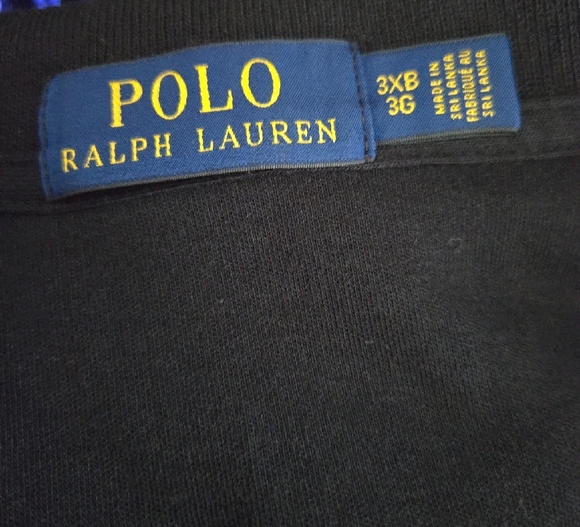 POLO
RALPH LAUREN
3XB
3G
MADE IN
SRI LANKA
FABRIQUÉ AU
SRI LANKA